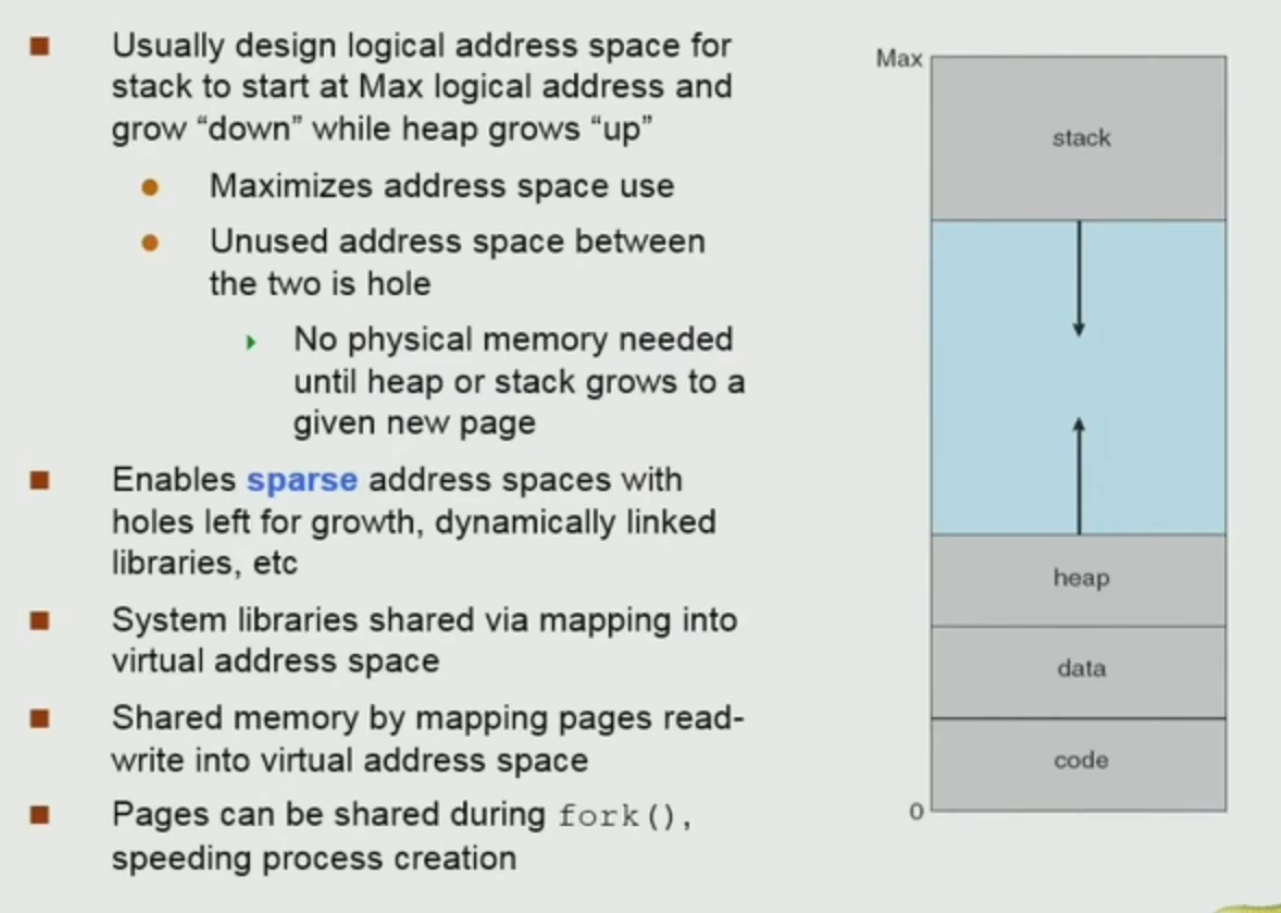 Usually design logical address space for
stack to start at Max logical address and
grow “down” while heap grows “up”
Maximizes address space use
Unused address space between
the two is hole
No physical memory needed
until heap or stack grows to a
given new page
Enables sparse address spaces with
holes left for growth, dynamically linked
libraries, etc
System libraries shared via mapping into
virtual address space
Shared memory by mapping pages read-
write into virtual address space
Pages can be shared during fork(),
speeding process creation
Max
stack
heap
data
code
0